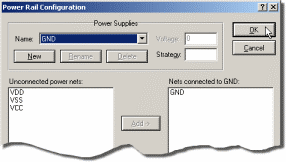 Power Rail Configuration
Power Supplies
Name: GND
Voltage: 0
OK
New Rename Delete
Strategy:
Cancel
Unconnected power nets:
Nets connected to GND:
VDD
VSS
VCC
GND
Add »